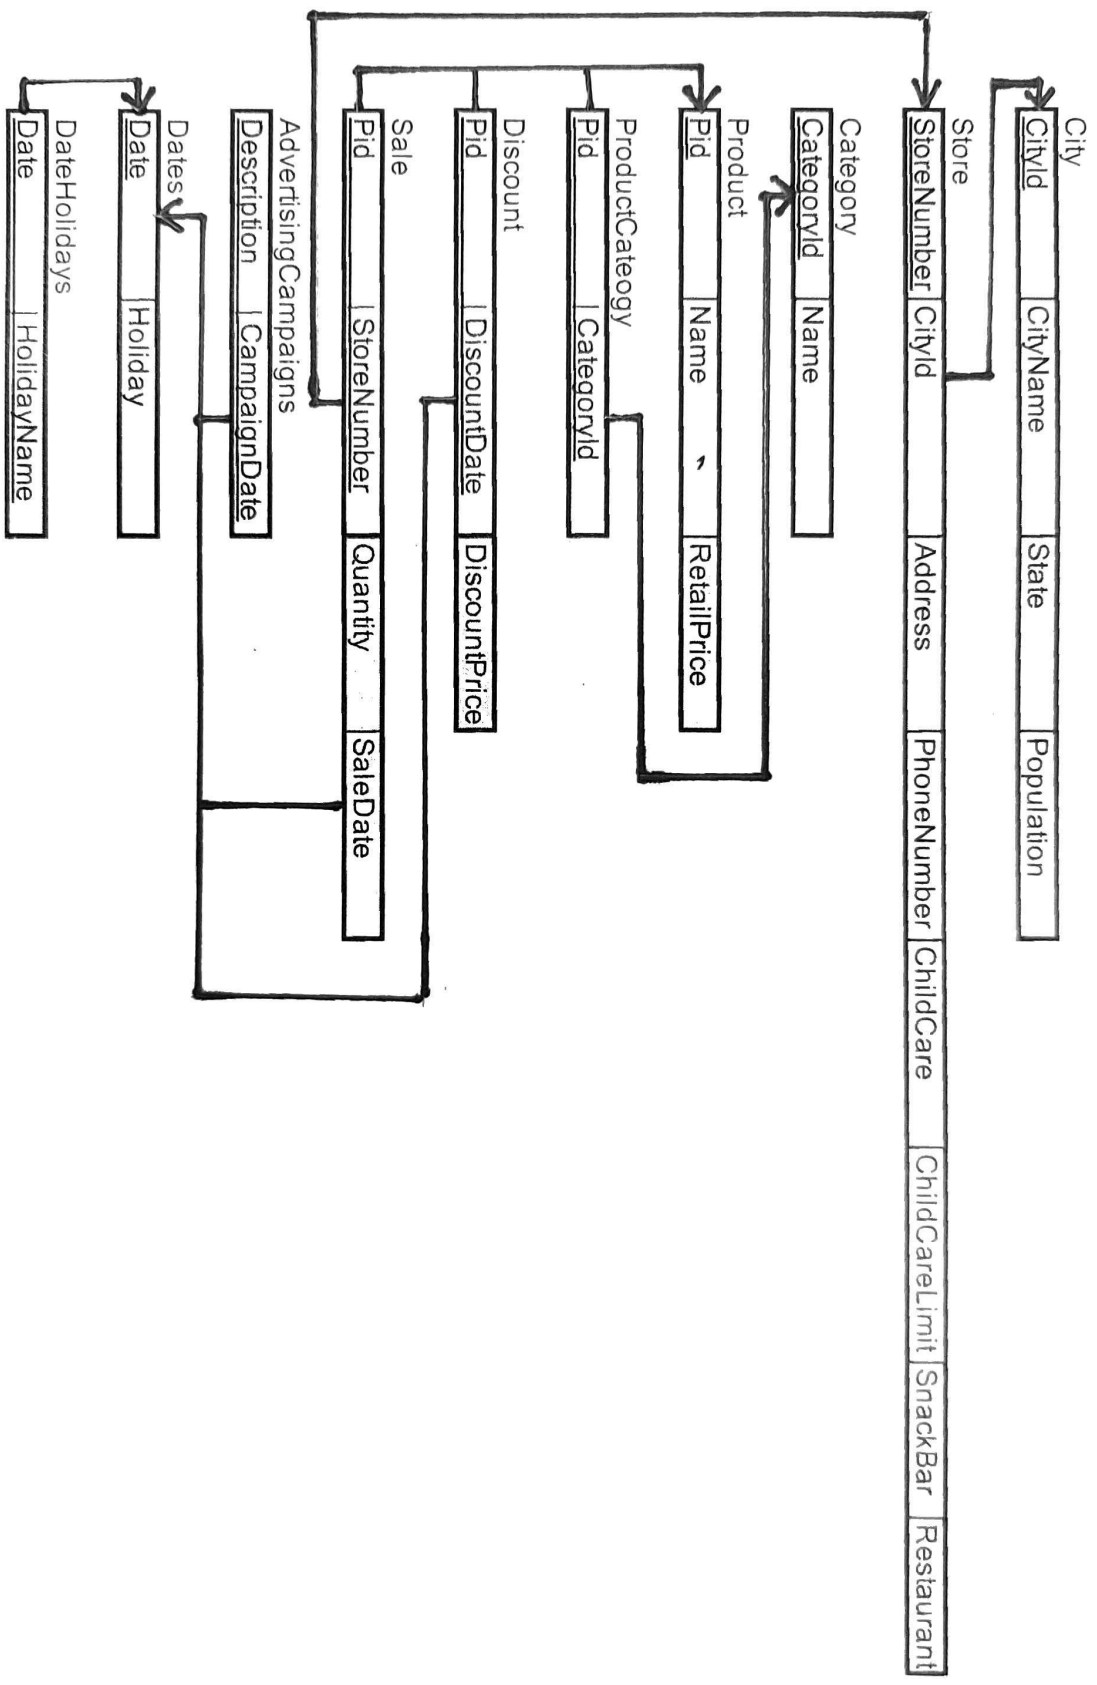 City
CityId CityName State Population
Store
StoreNumber CityId Address PhoneNumber ChildCare ChildCareLimit SnackBar Restaurant
Category
CategoryId Name
Product
Pid Name RetailPrice
ProductCateogy
Pid CategoryId
Discount
Pid DiscountDate DiscountPrice
Sale
Pid StoreNumber Quantity SaleDate
AdvertisingCampaigns
Description CampaignDate
Dates
Date Holiday
DateHolidays
Date HolidayName